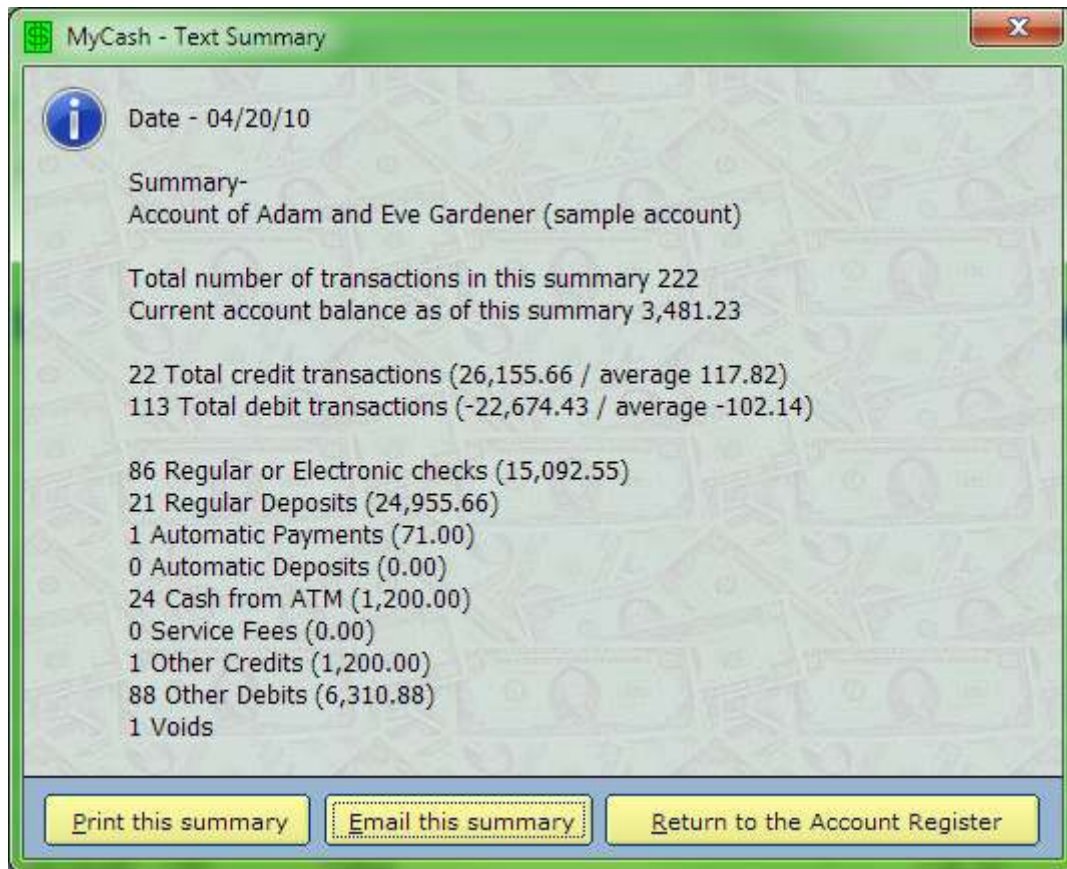 MyCash - Text Summary
Date - 04/20/10
Summary-
Account of Adam and Eve Gardener (sample account)
Total number of transactions in this summary 222
Current account balance as of this summary 3,481.23
22 Total credit transactions (26,155.66 / average 117.82)
113 Total debit transactions (-22,674.43 / average -102.14)
86 Regular or Electronic checks (15,092.55)
21 Regular Deposits (24,955.66)
1 Automatic Payments (71.00)
0 Automatic Deposits (0.00)
24 Cash from ATM (1,200.00)
0 Service Fees (0.00)
1 Other Credits (1,200.00)
88 Other Debits (6,310.88)
1 Voids
Print this summary Email this summary Return to the Account Register